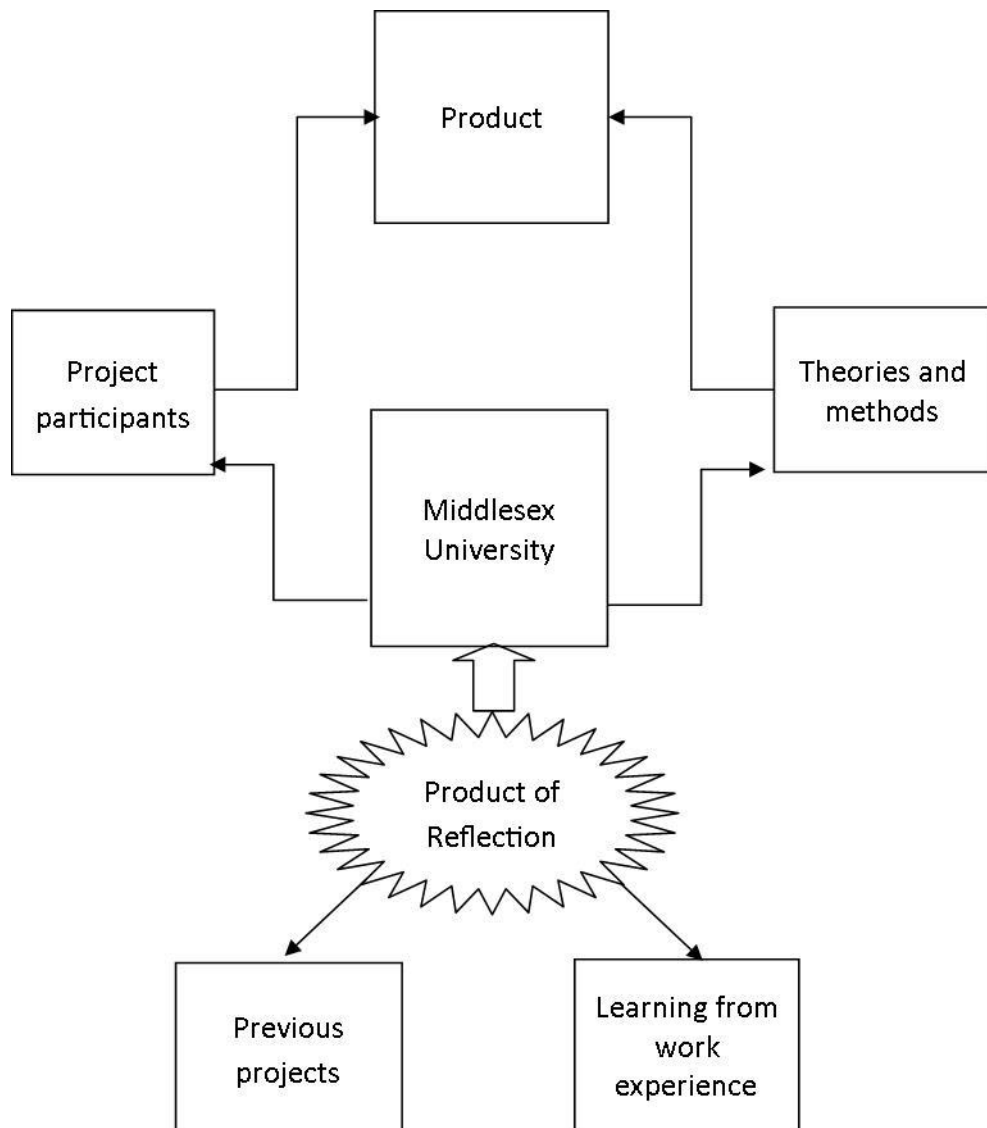 Product
Project
participants
Theories and
methods
Middlesex
University
Product of
Reflection
Previous
projects
Learning from
work
experience